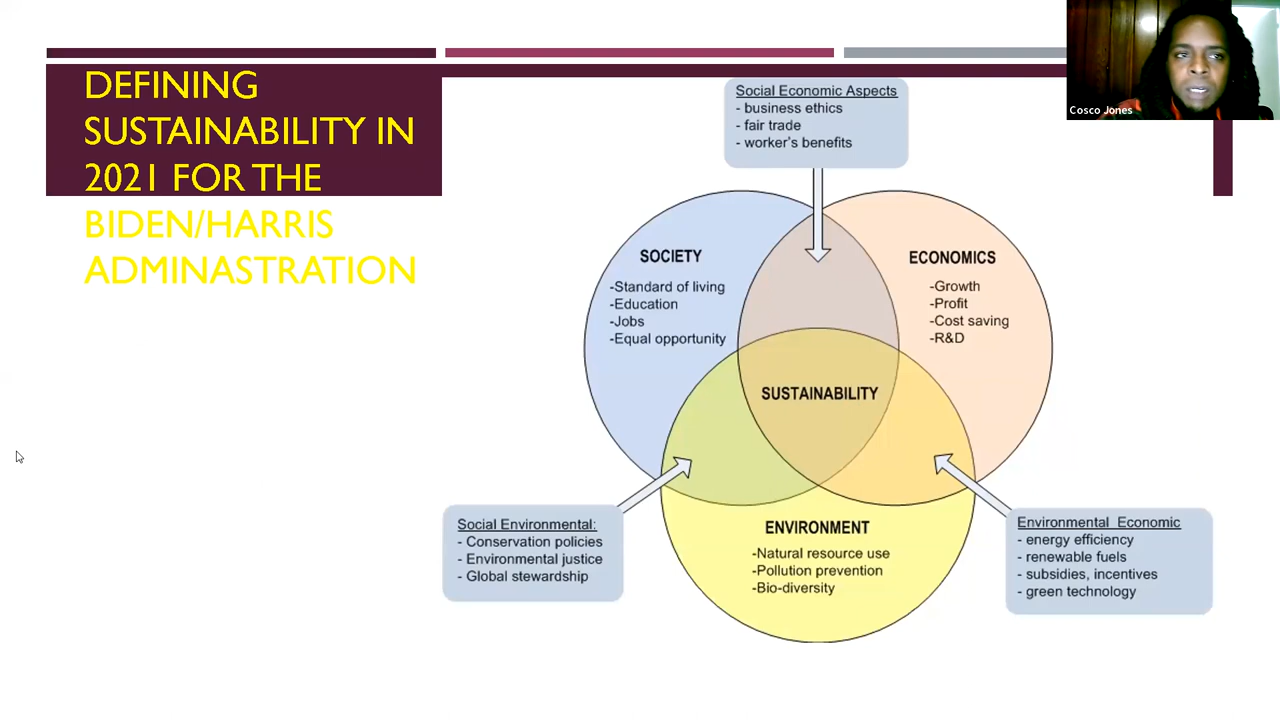 DEFINING
SUSTAINABILITY IN
2021 FOR THE
BIDEN/HARRIS
ADMINASTRATION
Cosco Jones
Social Economic Aspects
- business ethics
- fair trade
- worker's benefits
SOCIETY
-Standard of living
-Education
-Jobs
-Equal opportunity
ECONOMICS
-Growth
-Profit
-Cost saving
-R&D
SUSTAINABILITY
Social Environmental:
- Conservation policies
- Environmental justice
- Global stewardship
ENVIRONMENT
-Natural resource use
-Pollution prevention
-Bio-diversity
Environmental Economic
- energy efficiency
- renewable fuels
- subsidies, incentives
- green technology